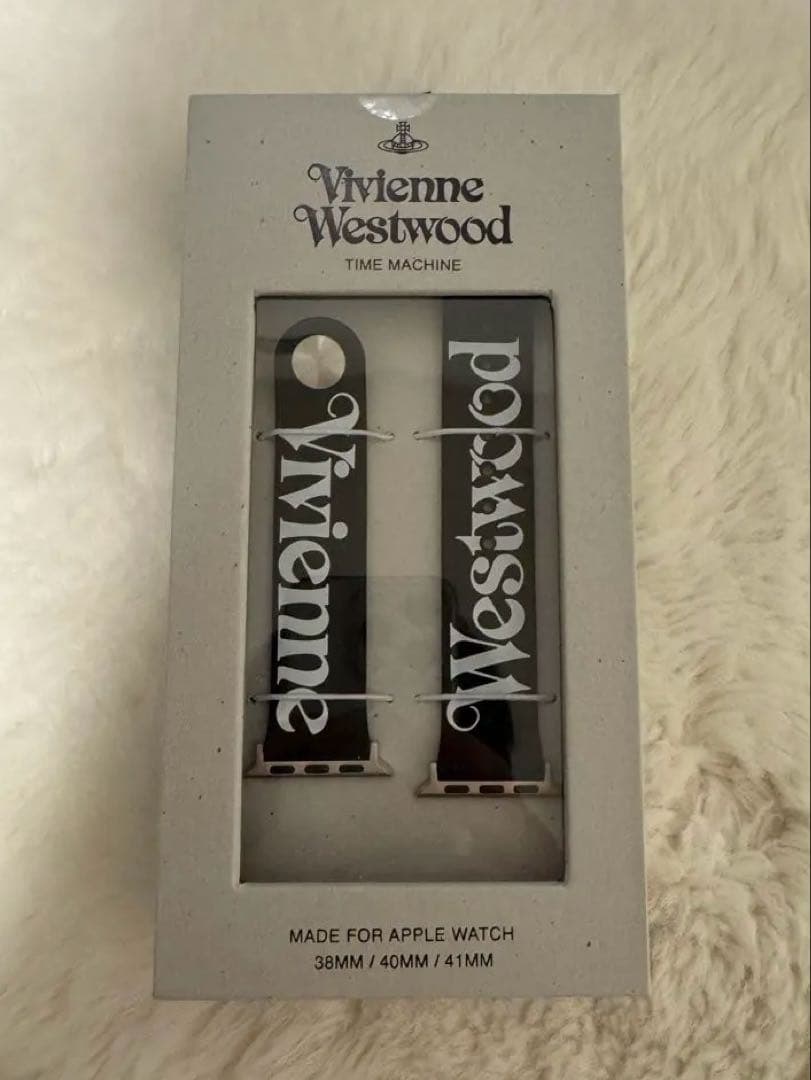 Vivienne
Westwood
TIME MACHINE
Vivienne
Westwood
MADE FOR APPLE WATCH
38MM / 40MM / 41MM